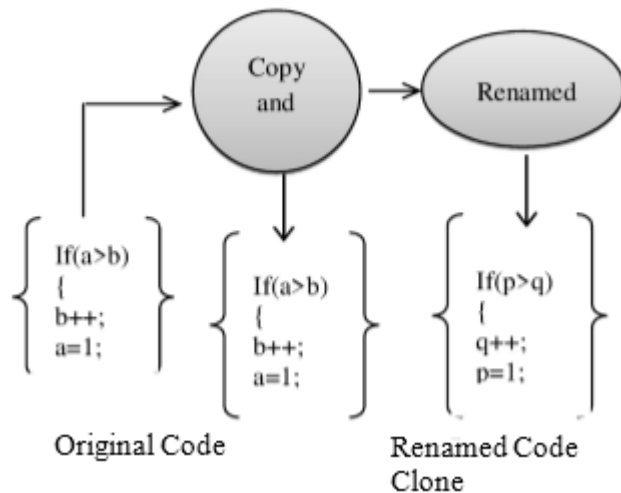 Copy
and
Renamed
If(a>b)
{
b++;
a=1;
If(a>b)
{
b++;
a=1;
If(p>q)
{
q++;
p=1;
Original Code
Renamed Code
Clone